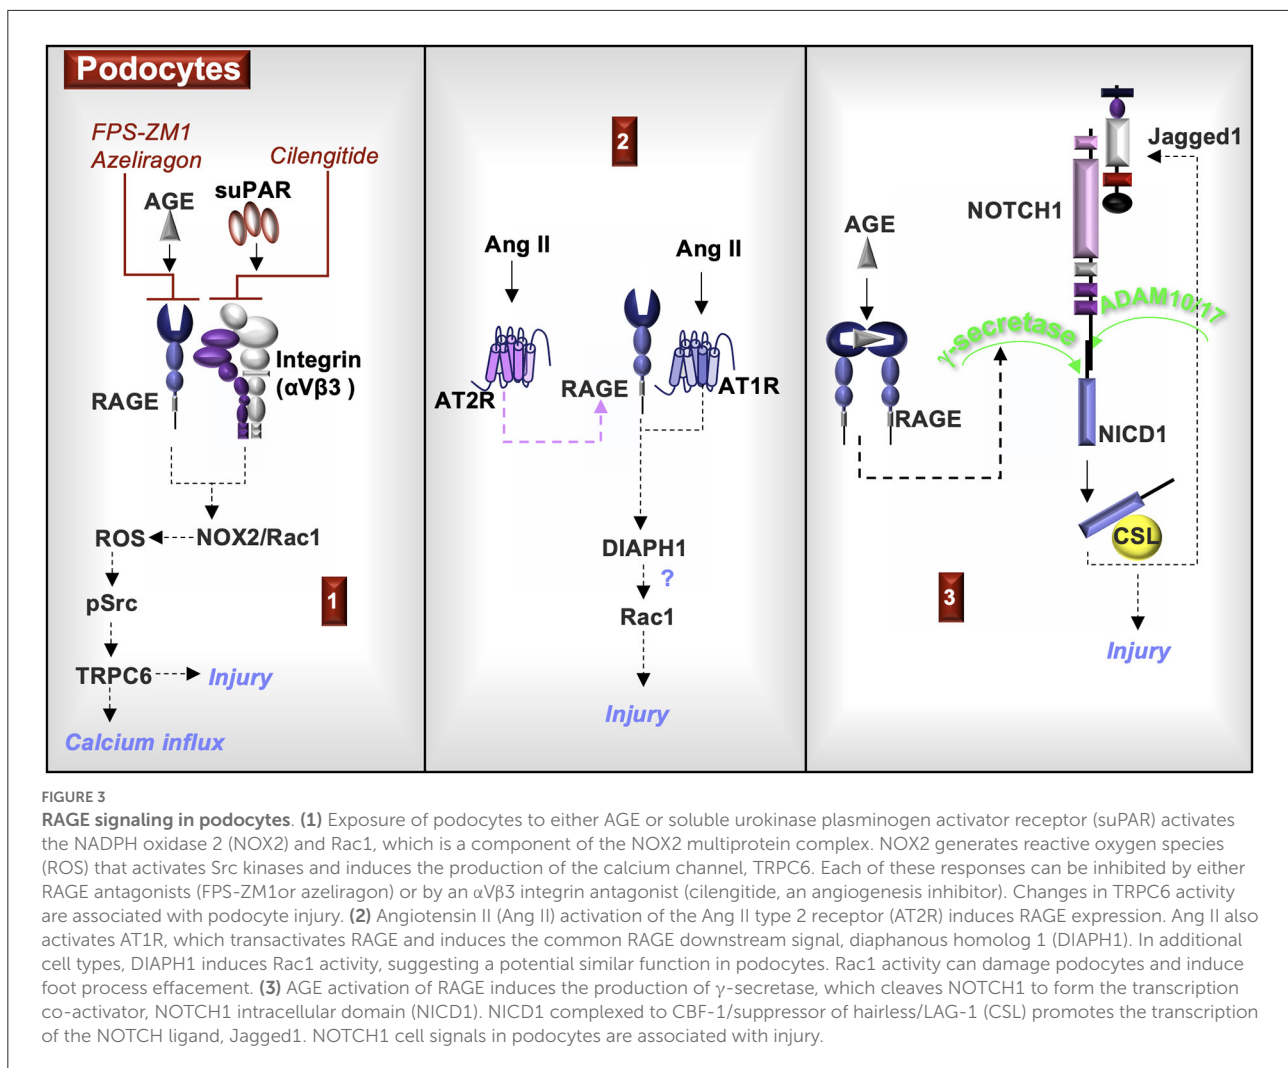 Podocytes
FPS-ZM1
Azeliragon
Cilengitide
AGE
suPAR
RAGE
Integrin
(αVβ3 )
ROS
NOX2/Rac1
pSrc
1
TRPC6
Injury
Calcium influx
2
Ang II
Ang II
AT2R
RAGE
AT1R
DIAPH1
?
Rac1
Injury
Jagged1
NOTCH1
AGE
γ-secretase
ADAM10/17
RAGE
NICD1
CSL
3
Injury
FIGURE 3
RAGE signaling in podocytes. (1) Exposure of podocytes to either AGE or soluble urokinase plasminogen activator receptor (suPAR) activates
the NADPH oxidase 2 (NOX2) and Rac1, which is a component of the NOX2 multiprotein complex. NOX2 generates reactive oxygen species
(ROS) that activates Src kinases and induces the production of the calcium channel, TRPC6. Each of these responses can be inhibited by either
RAGE antagonists (FPS-ZM1or azeliragon) or by an αVβ3 integrin antagonist (cilengitide, an angiogenesis inhibitor). Changes in TRPC6 activity
are associated with podocyte injury. (2) Angiotensin II (Ang II) activation of the Ang II type 2 receptor (AT2R) induces RAGE expression. Ang II also
activates AT1R, which transactivates RAGE and induces the common RAGE downstream signal, diaphanous homolog 1 (DIAPH1). In additional
cell types, DIAPH1 induces Rac1 activity, suggesting a potential similar function in podocytes. Rac1 activity can damage podocytes and induce
foot process effacement. (3) AGE activation of RAGE induces the production of γ-secretase, which cleaves NOTCH1 to form the transcription
co-activator, NOTCH1 intracellular domain (NICD1). NICD1 complexed to CBF-1/suppressor of hairless/LAG-1 (CSL) promotes the transcription
of the NOTCH ligand, Jagged1. NOTCH1 cell signals in podocytes are associated with injury.